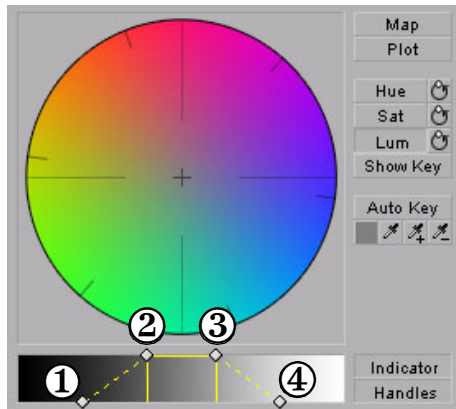 Map
Plot
Hue
Sat
Lum
Show Key
Auto Key
②
③
①
④
Indicator
Handles